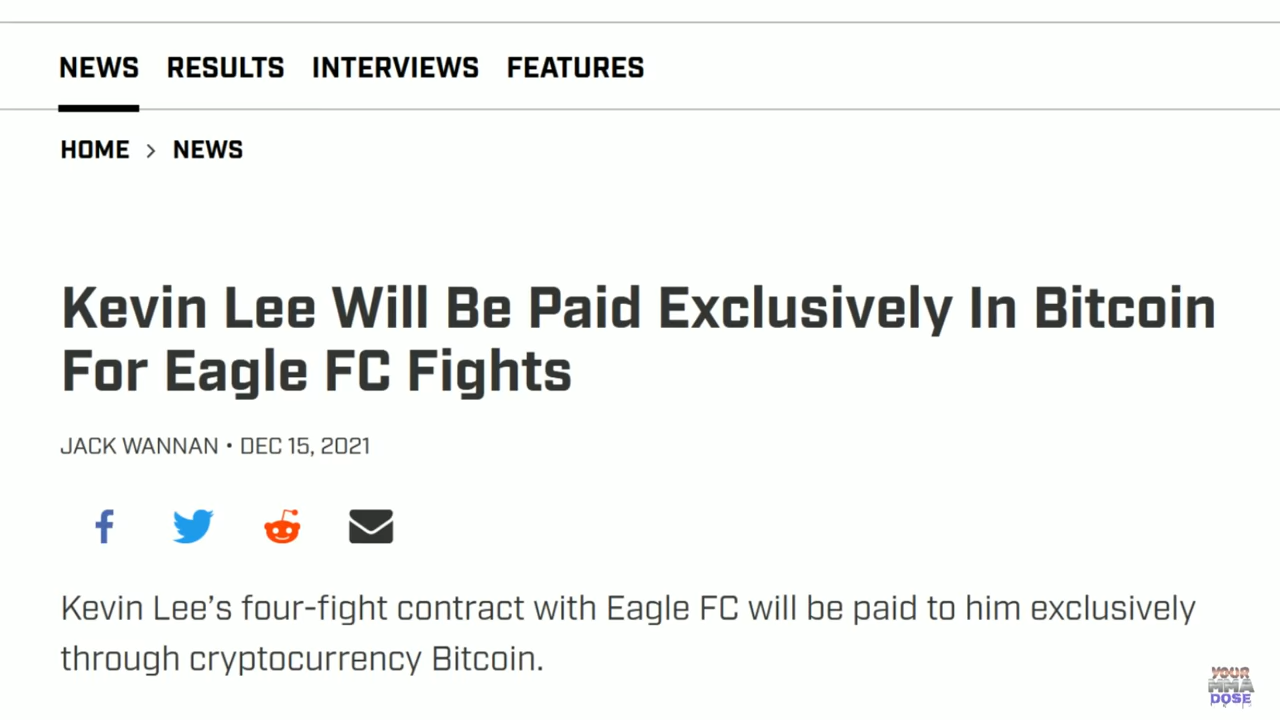 NEWS RESULTS INTERVIEWS FEATURES
HOME > NEWS
Kevin Lee Will Be Paid Exclusively In Bitcoin
For Eagle FC Fights
JACK WANNAN • DEC 15, 2021
Kevin Lee's four-fight contract with Eagle FC will be paid to him exclusively
through cryptocurrency Bitcoin.
YOUR
MMA
DOSE